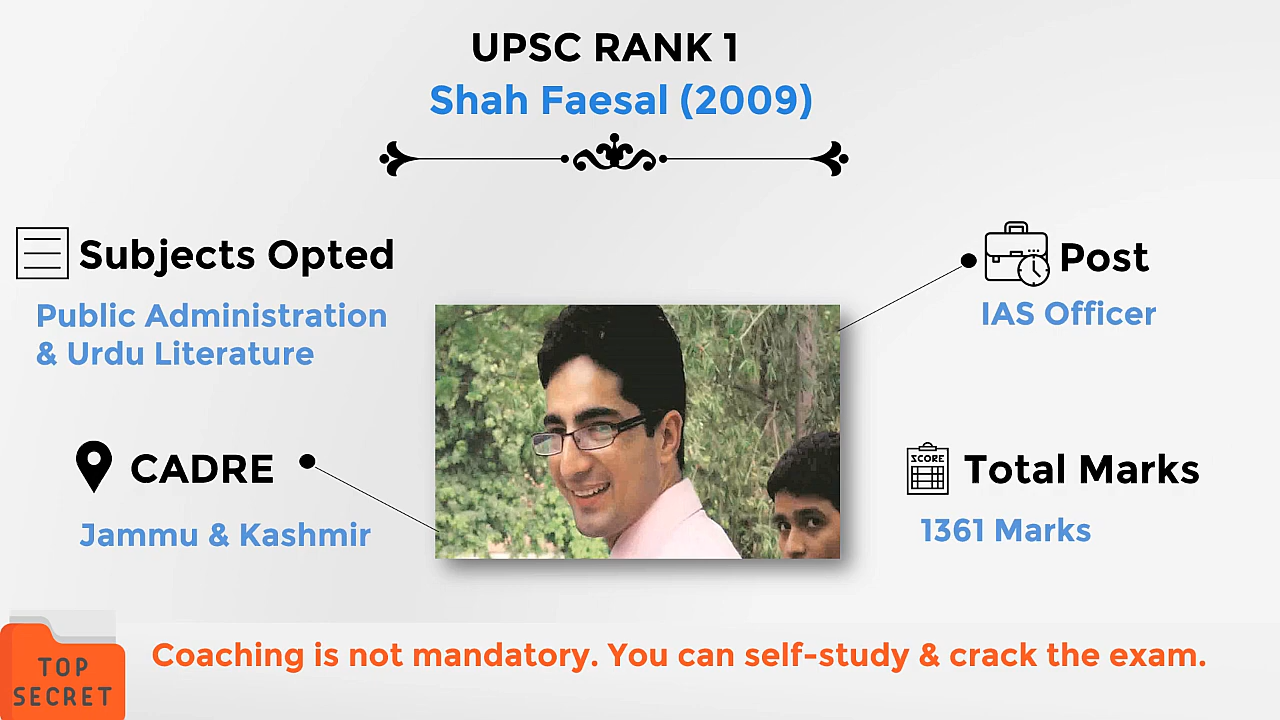 UPSC RANK 1
Shah Faesal (2009)
Subjects Opted
Public Administration
& Urdu Literature
Post
IAS Officer
CADRE
Jammu & Kashmir
SCORE
Total Marks
1361 Marks
TOP
SECRET
Coaching is not mandatory. You can self-study & crack the exam.